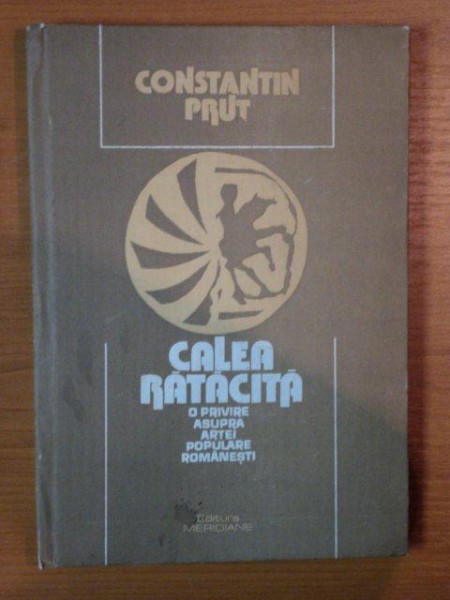 CONSTANTIN
PRUT
CALEA
RĂTĂCITĂ
O PRIVIRE
ASUPRA
ARTEI
POPULARE
ROMÂNEȘTI
Editura
MERIDIANE